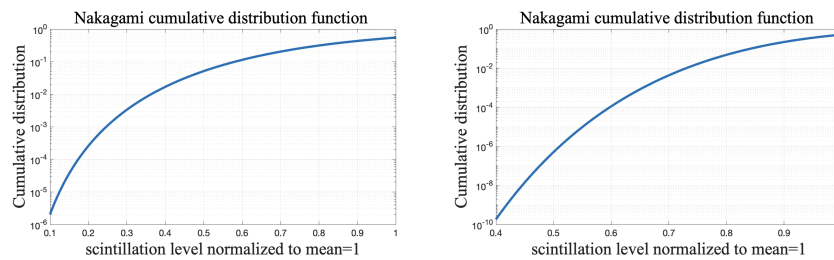 Nakagami cumulative distribution function
Cumulative distribution
10^0
10^-1
10^-2
10^-3
10^-4
10^-5
10^-6
0.1 0.2 0.3 0.4 0.5 0.6 0.7 0.8 0.9 1
scintillation level normalized to mean=1
Nakagami cumulative distribution function
Cumulative distribution
10^0
10^-2
10^-4
10^-6
10^-8
10^-10
0.4 0.5 0.6 0.7 0.8 0.9
scintillation level normalized to mean=1